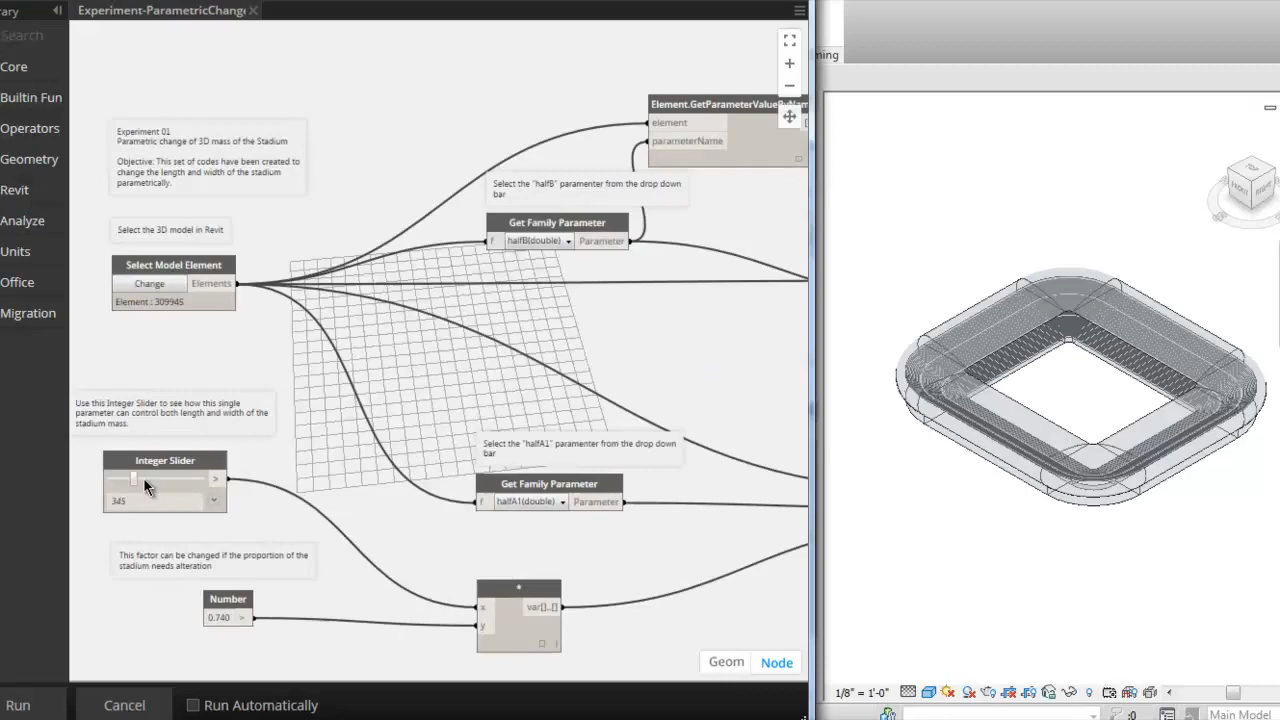 rary
Experiment-ParametricChang
Search
Core
Builtin Fun
Operators
Geometry
Revit
Analyze
Units
Office
Migration
ming
Experiment 01
Parametric change of 3D mass of the Stadium
Objective: This set of codes have been created to
change the length and width of the stadium
parametrically.
Select the 3D model in Revit
Select Model Element
Change
Elements
Element : 309945
Element.GetParameterValueByNam
element
parameterName
Select the "halfB" paramenter from the drop down
bar
Get Family Parameter
f
halfB(double)
Parameter
Use this Integer Slider to see how this single
parameter can control both length and width of the
stadium mass.
Integer Slider
>
345
Select the "halfA1" paramenter from the drop down
bar
Get Family Parameter
f
halfA1(double)
Parameter
This factor can be changed if the proportion of the
stadium needs alteration
Number
0.740 >
*
x
var[]..[]
y
Geom
Node
Run
Cancel
Run Automatically
TOP
FRONT
RIGHT
1/8" = 1'-0"
:0
Main Model